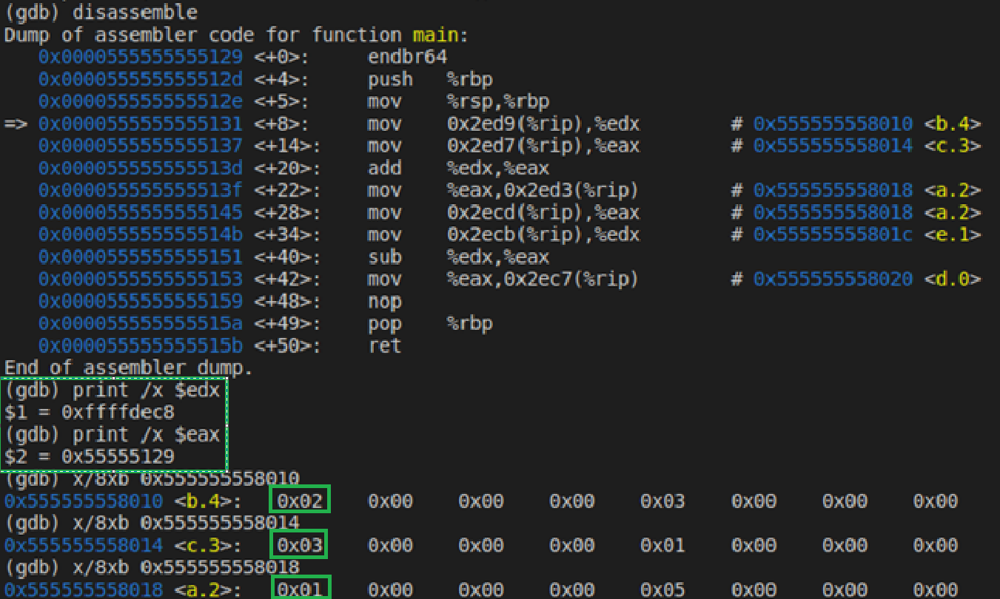 (gdb) disassemble
Dump of assembler code for function main:
0x0000555555555129 <+0>: endbr64
0x000055555555512d <+4>: push %rbp
0x000055555555512e <+5>: mov %rsp,%rbp
=> 0x0000555555555131 <+8>: mov 0x2ed9(%rip),%edx # 0x555555558010 <b.4>
0x0000555555555137 <+14>: mov 0x2ed7(%rip),%eax # 0x555555558014 <c.3>
0x000055555555513d <+20>: add %edx,%eax
0x000055555555513f <+22>: mov %eax,0x2ed3(%rip) # 0x555555558018 <a.2>
0x0000555555555145 <+28>: mov 0x2ecd(%rip),%eax # 0x555555558018 <a.2>
0x000055555555514b <+34>: mov 0x2ecb(%rip),%edx # 0x55555555801c <e.1>
0x0000555555555151 <+40>: sub %edx,%eax
0x0000555555555153 <+42>: mov %eax,0x2ec7(%rip) # 0x555555558020 <d.0>
0x0000555555555159 <+48>: nop
0x000055555555515a <+49>: pop %rbp
0x000055555555515b <+50>: ret
End of assembler dump.
(gdb) print /x $edx
$1 = 0xffffdec8
(gdb) print /x $eax
$2 = 0x55555129
(gdb) x/8xb 0x555555558010
0x555555558010 <b.4>: 0x02 0x00 0x00 0x00 0x03 0x00 0x00 0x00
(gdb) x/8xb 0x555555558014
0x555555558014 <c.3>: 0x03 0x00 0x00 0x00 0x01 0x00 0x00 0x00
(gdb) x/8xb 0x555555558018
0x555555558018 <a.2>: 0x01 0x00 0x00 0x00 0x05 0x00 0x00 0x00